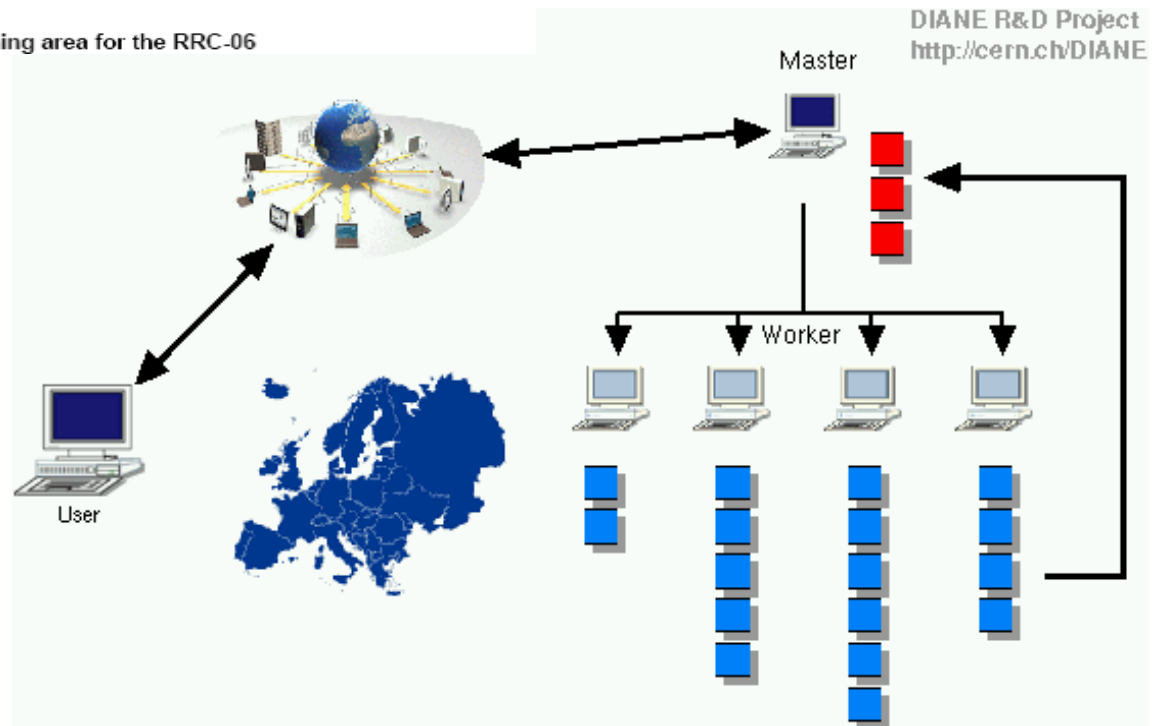 ing area for the RRC-06
DIANE R&D Project
http://cern.ch/DIANE
Master
Worker
User